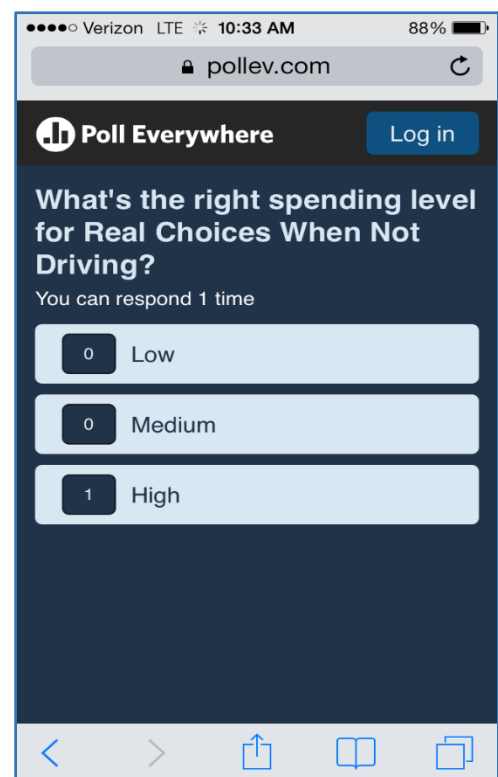 Verizon LTE 10:33 AM 88%
pollev.com
Poll Everywhere Log in
What's the right spending level
for Real Choices When Not
Driving?
You can respond 1 time
0 Low
0 Medium
1 High